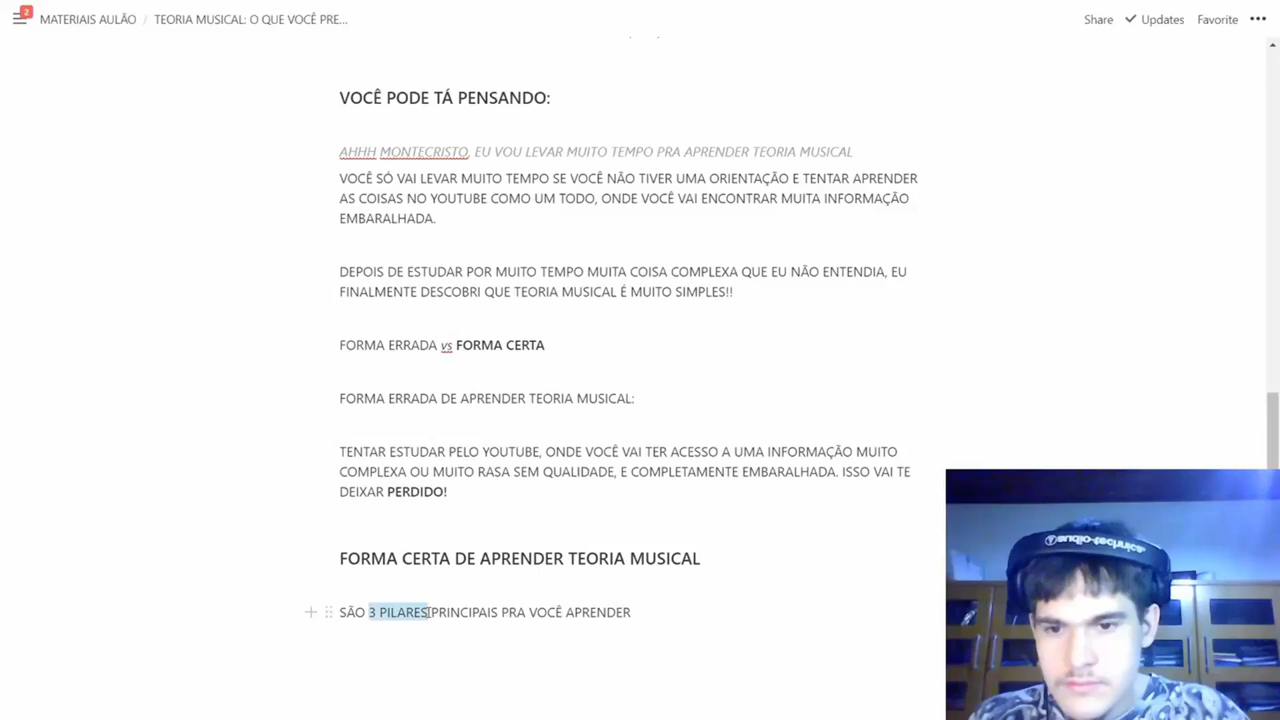 2
MATERIAIS AULÃO / TEORIA MUSICAL: O QUE VOCÊ PRE...
Share ✓ Updates Favorite •••
VOCÊ PODE TÁ PENSANDO:
AHHH MONTECRISTO, EU VOU LEVAR MUITO TEMPO PRA APRENDER TEORIA MUSICAL
VOCÊ SÓ VAI LEVAR MUITO TEMPO SE VOCÊ NÃO TIVER UMA ORIENTAÇÃO E TENTAR APRENDER
AS COISAS NO YOUTUBE COMO UM TODO, ONDE VOCÊ VAI ENCONTRAR MUITA INFORMAÇÃO
EMBARALHADA.
DEPOIS DE ESTUDAR POR MUITO TEMPO MUITA COISA COMPLEXA QUE EU NÃO ENTENDIA, EU
FINALMENTE DESCOBRI QUE TEORIA MUSICAL É MUITO SIMPLES!!
FORMA ERRADA vs FORMA CERTA
FORMA ERRADA DE APRENDER TEORIA MUSICAL:
TENTAR ESTUDAR PELO YOUTUBE, ONDE VOCÊ VAI TER ACESSO A UMA INFORMAÇÃO MUITO
COMPLEXA OU MUITO RASA SEM QUALIDADE, E COMPLETAMENTE EMBARALHADA. ISSO VAI TE
DEIXAR PERDIDO!
FORMA CERTA DE APRENDER TEORIA MUSICAL
SÃO 3 PILARES PRINCIPAIS PRA VOCÊ APRENDER
audio-technica